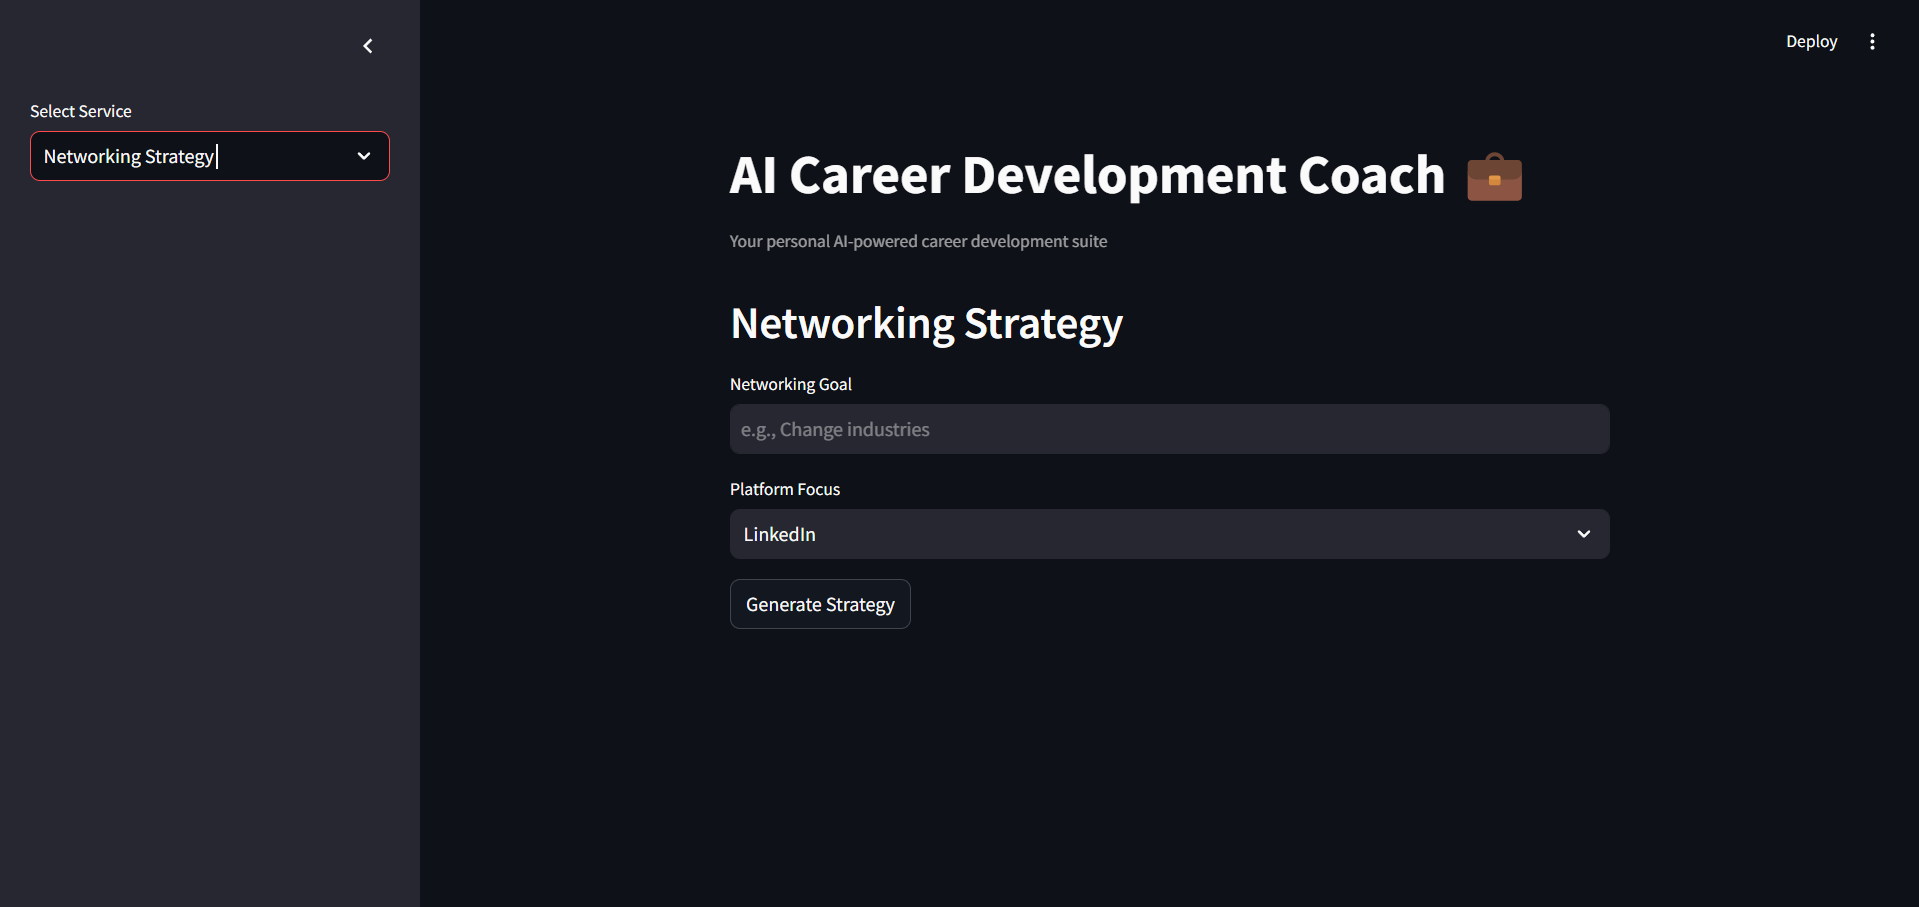 Deploy
Select Service
Networking Strategy
AI Career Development Coach
Your personal AI-powered career development suite
Networking Strategy
Networking Goal
e.g., Change industries
Platform Focus
LinkedIn
Generate Strategy